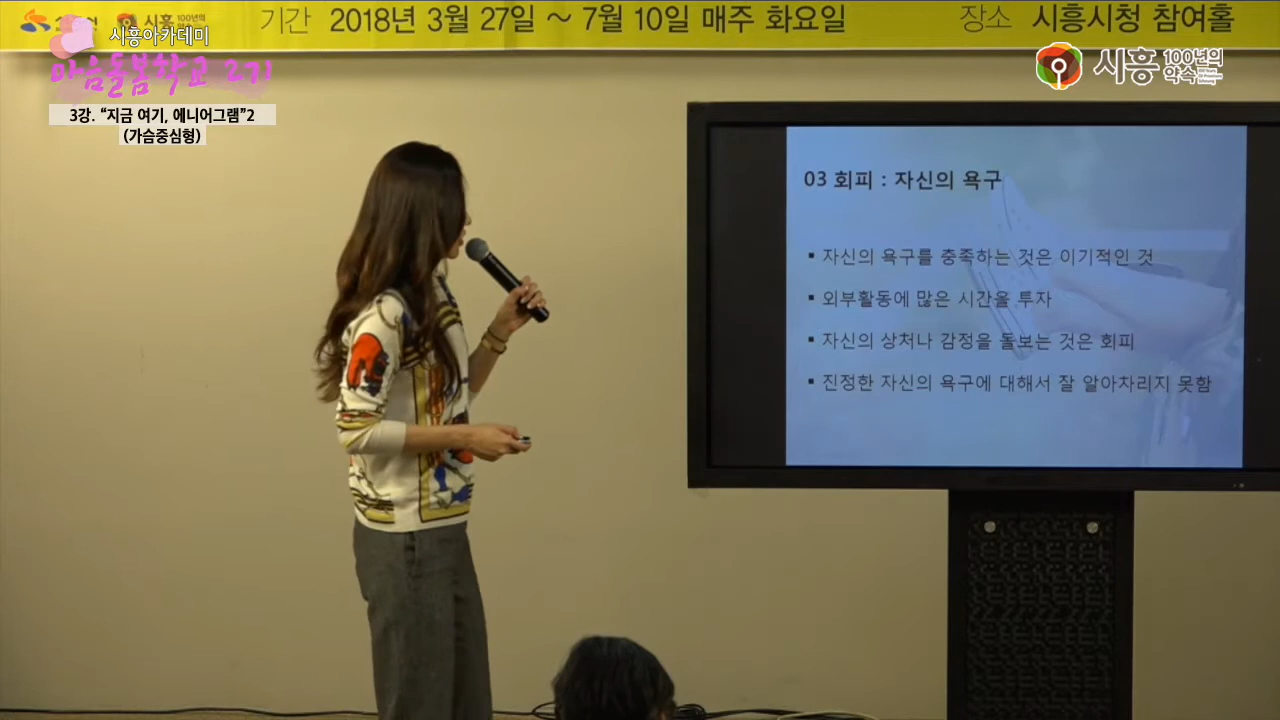 기간 2018년 3월 27일 ~ 7월 10일 매주 화요일 장소 시흥시청 참여홀
시흥 100년의
시흥아카데미
마음돌봄학교 2기
3강. “지금 여기, 에니어그램”2
(가슴중심형)
시흥 100년의 약속
03 회피 : 자신의 욕구
▪ 자신의 욕구를 충족하는 것은 이기적인 것
▪ 외부활동에 많은 시간을 투자
▪ 자신의 상처나 감정을 돌보는 것은 회피
▪ 진정한 자신의 욕구에 대해서 잘 알아차리지 못함